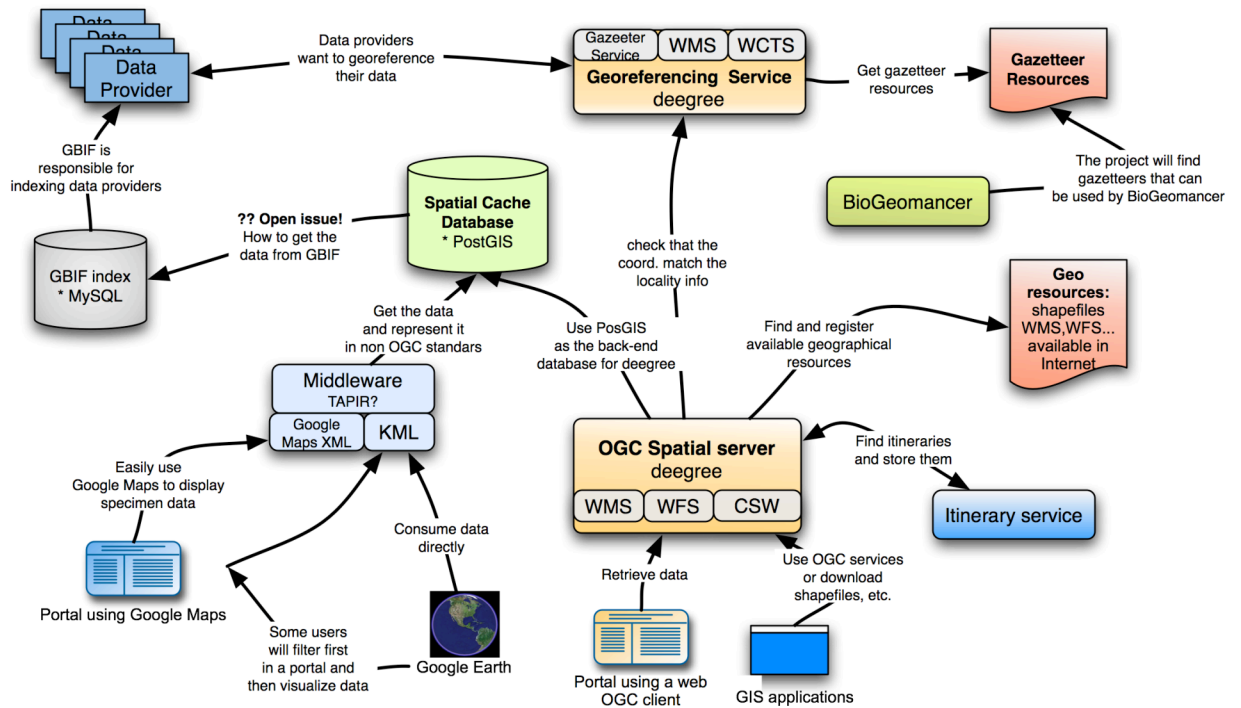 Data
Data
Data
Data
Provider
Data providers
want to georeference
their data
Gazeeter
Service
WMS
WCTS
Georeferencing Service
deegree
Get gazetteer
resources
Gazetteer
Resources
GBIF is
responsible for
indexing data providers
The project will find
gazetteers that can
be used by BioGeomancer
BioGeomancer
Spatial Cache
Database
* PostGIS
?? Open issue!
How to get the
data from GBIF
GBIF index
* MySQL
check that the
coord. match the
locality info
Geo
resources:
shapefiles
WMS,WFS...
available in
Internet
Get the data
and represent it
in non OGC standars
Use PosGIS
as the back-end
database for deegree
Find and register
available geographical
resources
Middleware
TAPIR?
Google
Maps XML
KML
OGC Spatial server
deegree
WMS
WFS
CSW
Find itineraries
and store them
Itinerary service
Easily use
Google Maps to display
specimen data
Consume data
directly
Retrieve data
Use OGC services
or download
shapefiles, etc.
Portal using Google Maps
Some users
will filter first
in a portal and
then visualize data
Google Earth
Portal using a web
OGC client
GIS applications